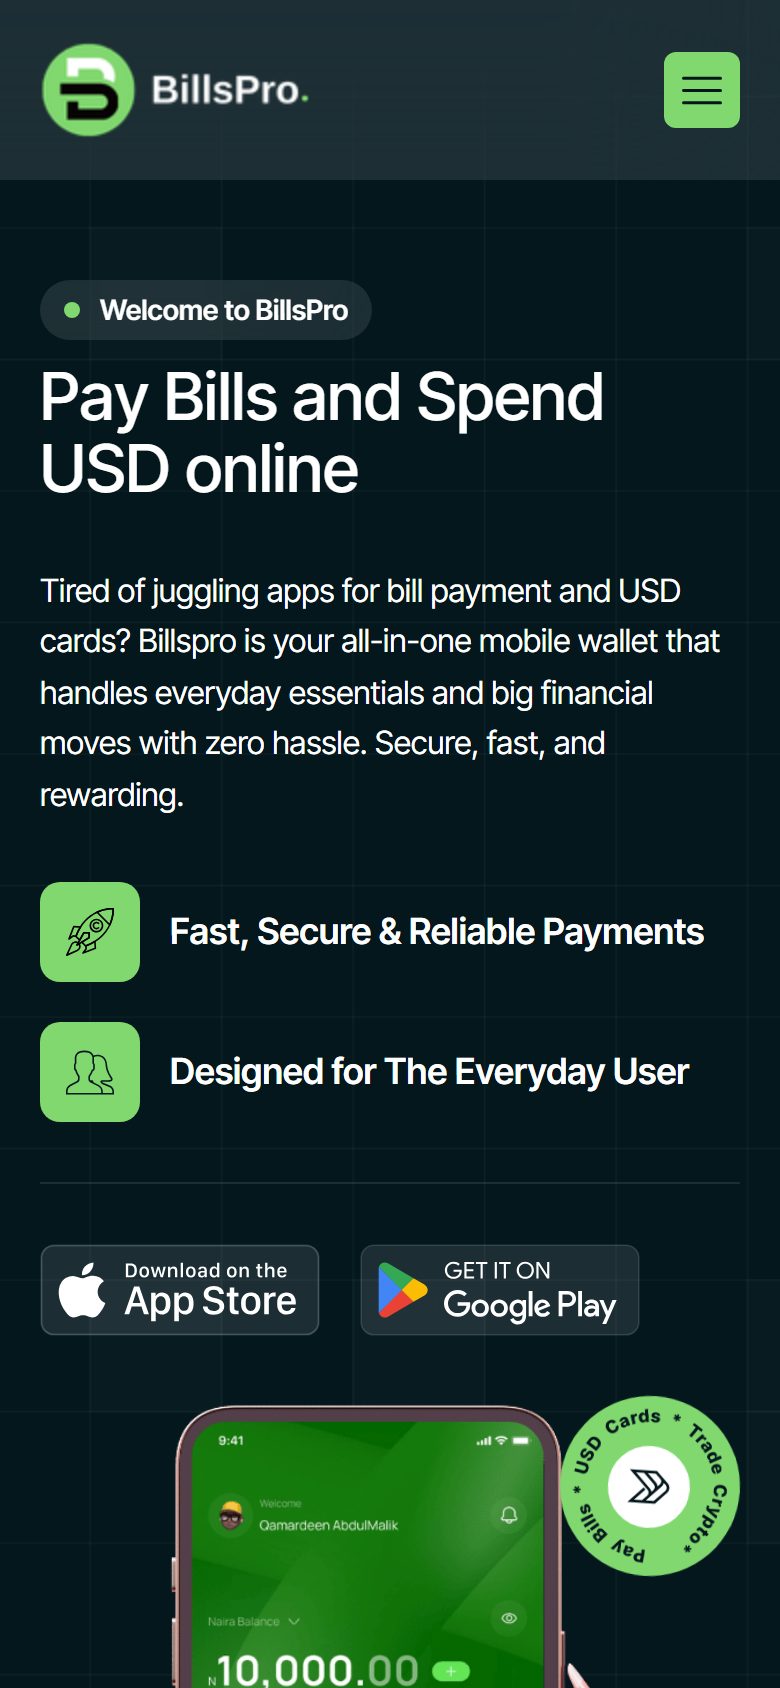 BillsPro.
Welcome to BillsPro
Pay Bills and Spend
USD online
Tired of juggling apps for bill payment and USD
cards? Billspro is your all-in-one mobile wallet that
handles everyday essentials and big financial
moves with zero hassle. Secure, fast, and
rewarding.
Fast, Secure & Reliable Payments
Designed for The Everyday User
Download on the
App Store
GET IT ON
Google Play
USD Cards * Trade Crypto* Pay Bills *
9:41
Welcome
Qamardeen AbdulMalik
Naira Balance
N10,000.00